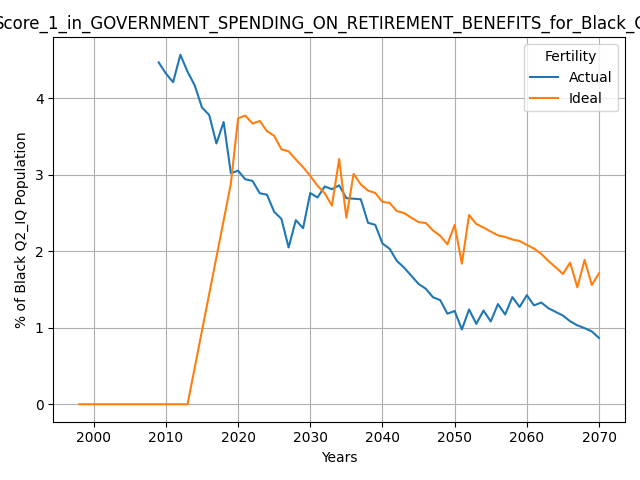 Score_1_in_GOVERNMENT_SPENDING_ON_RETIREMENT_BENEFITS_for_Black_
Fertility
Actual
Ideal
% of Black Q2_IQ Population
4
3
2
1
0
2000 2010 2020 2030 2040 2050 2060 2070
Years